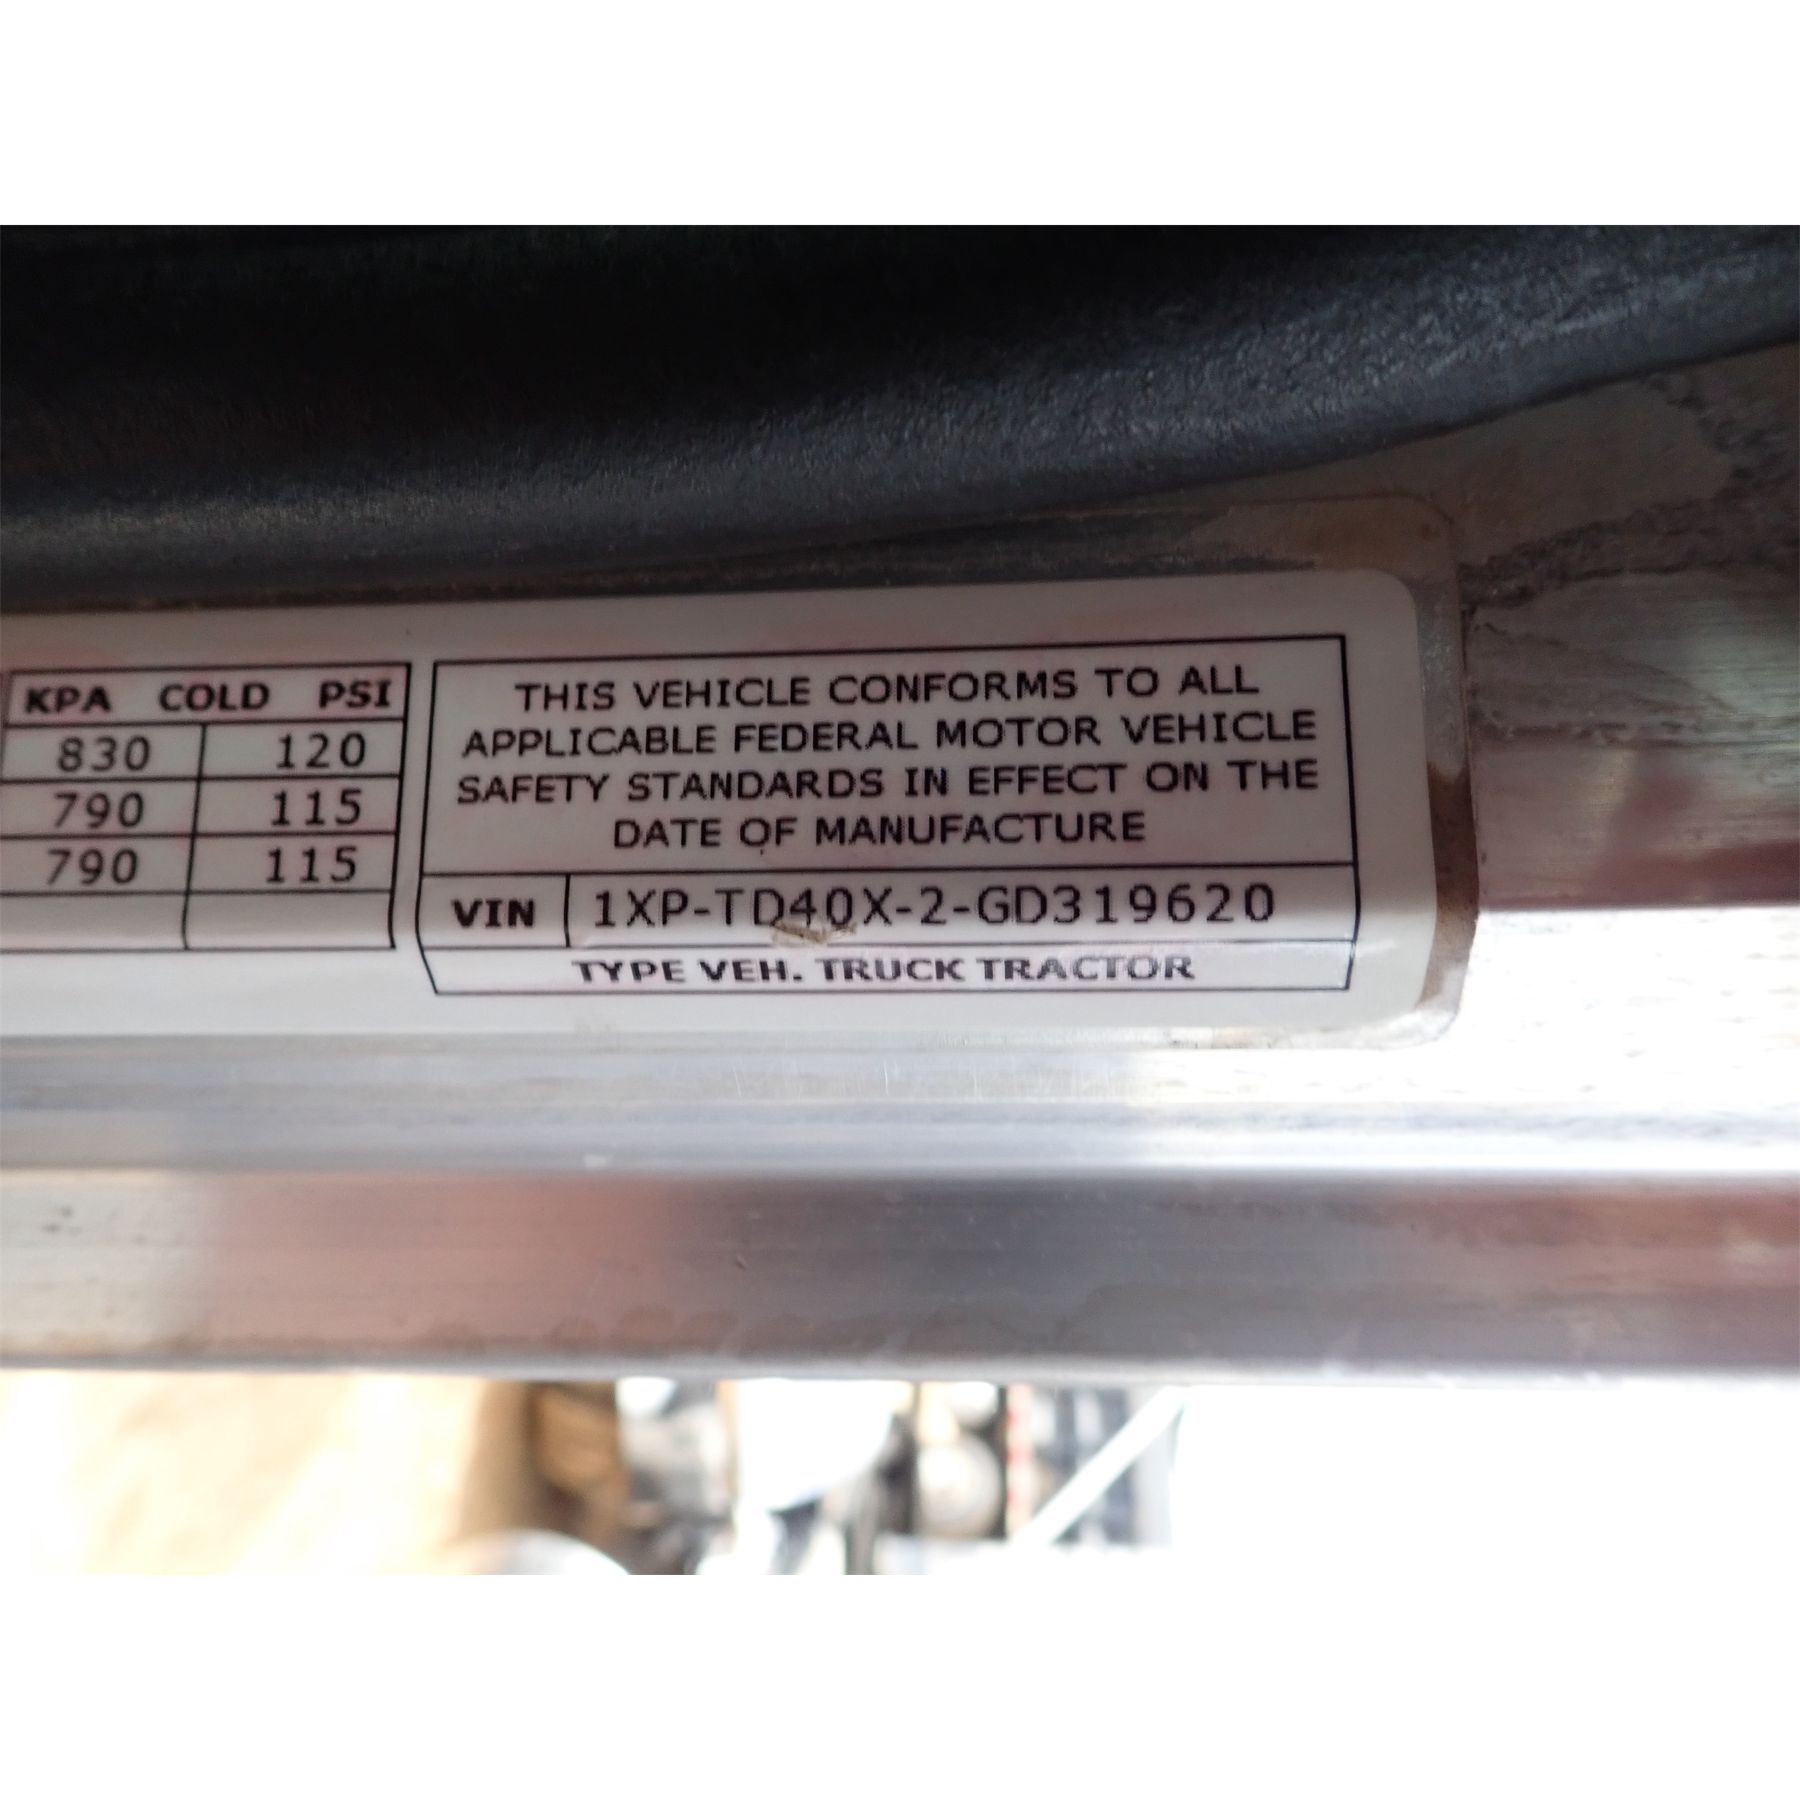 KPA COLD PSI
830 120
790 115
790 115
THIS VEHICLE CONFORMS TO ALL
APPLICABLE FEDERAL MOTOR VEHICLE
SAFETY STANDARDS IN EFFECT ON THE
DATE OF MANUFACTURE
VIN 1XP-TD40X-2-GD319620
TYPE VEH. TRUCK TRACTOR